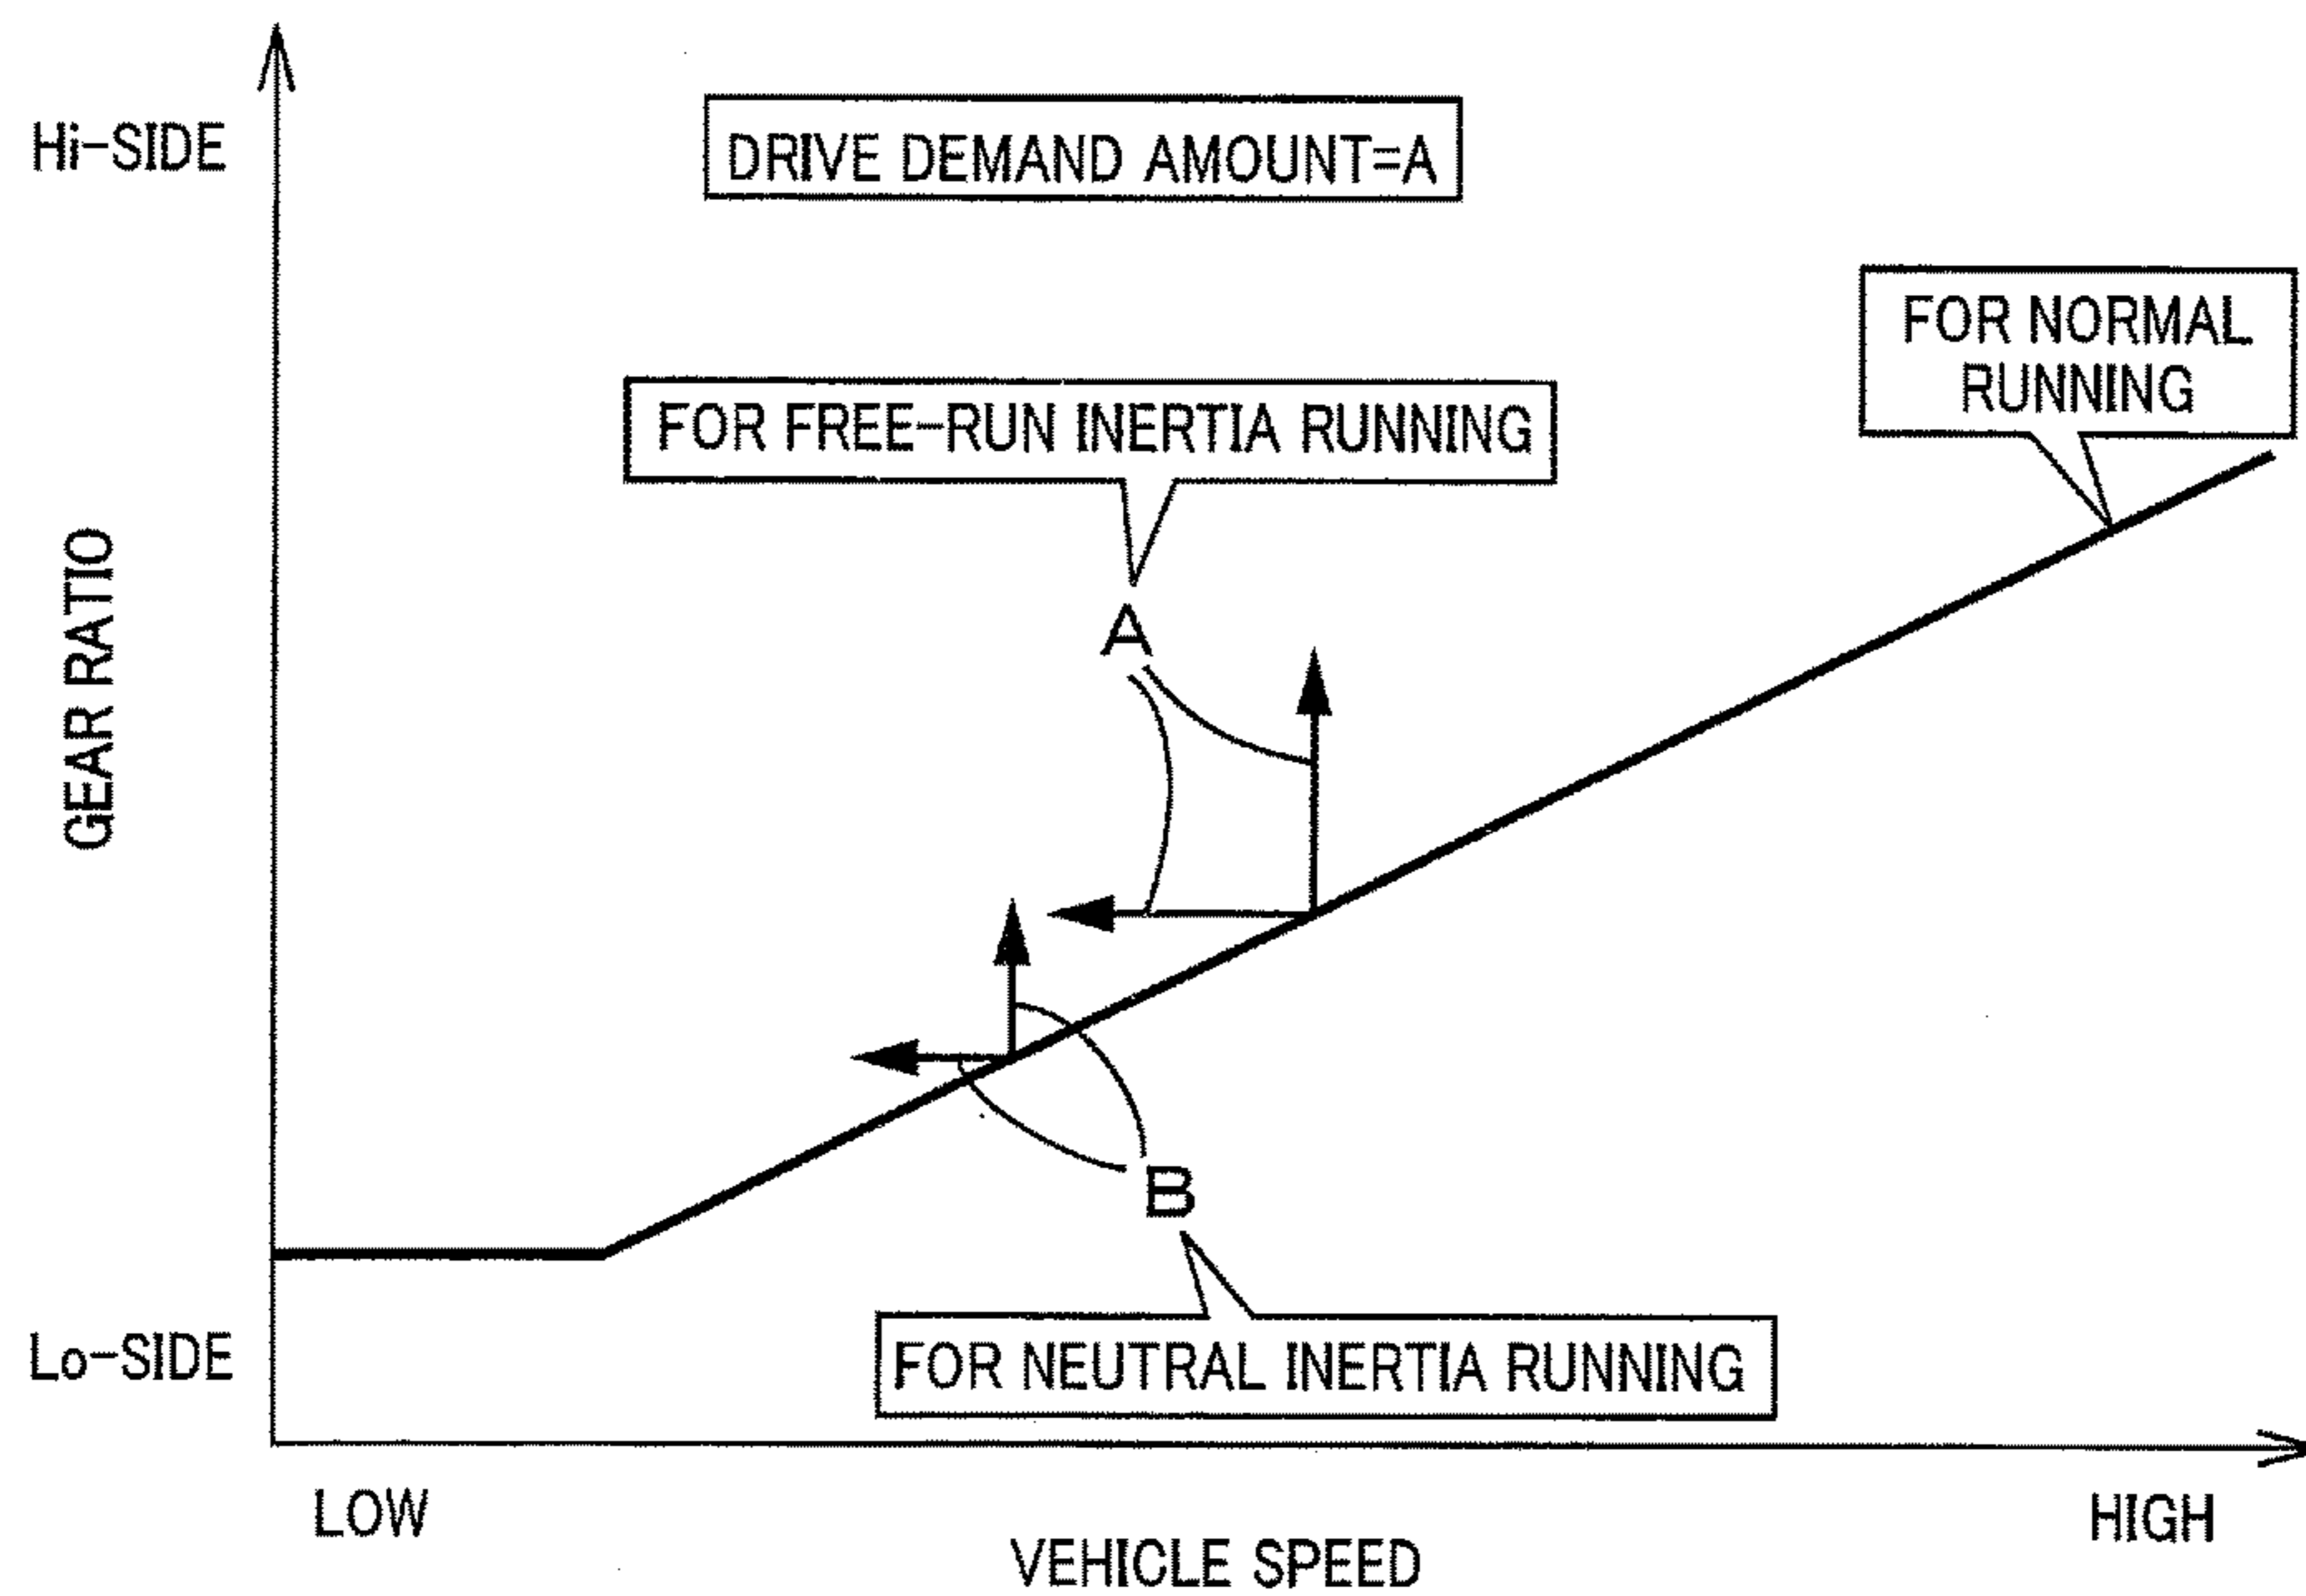 Hi-SIDE
DRIVE DEMAND AMOUNT=A
FOR NORMAL
RUNNING
FOR FREE-RUN INERTIA RUNNING
GEAR RATIO
A
B
Lo-SIDE
FOR NEUTRAL INERTIA RUNNING
LOW
HIGH
VEHICLE SPEED